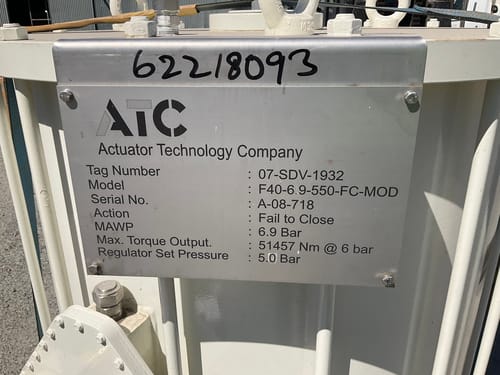 62218093
ATC
Actuator Technology Company
Tag Number : 07-SDV-1932
Model : F40-6.9-550-FC-MOD
Serial No. : A-08-718
Action : Fail to Close
MAWP : 6.9 Bar
Max. Torque Output. : 51457 Nm @ 6 bar
Regulator Set Pressure : 5.0 Bar